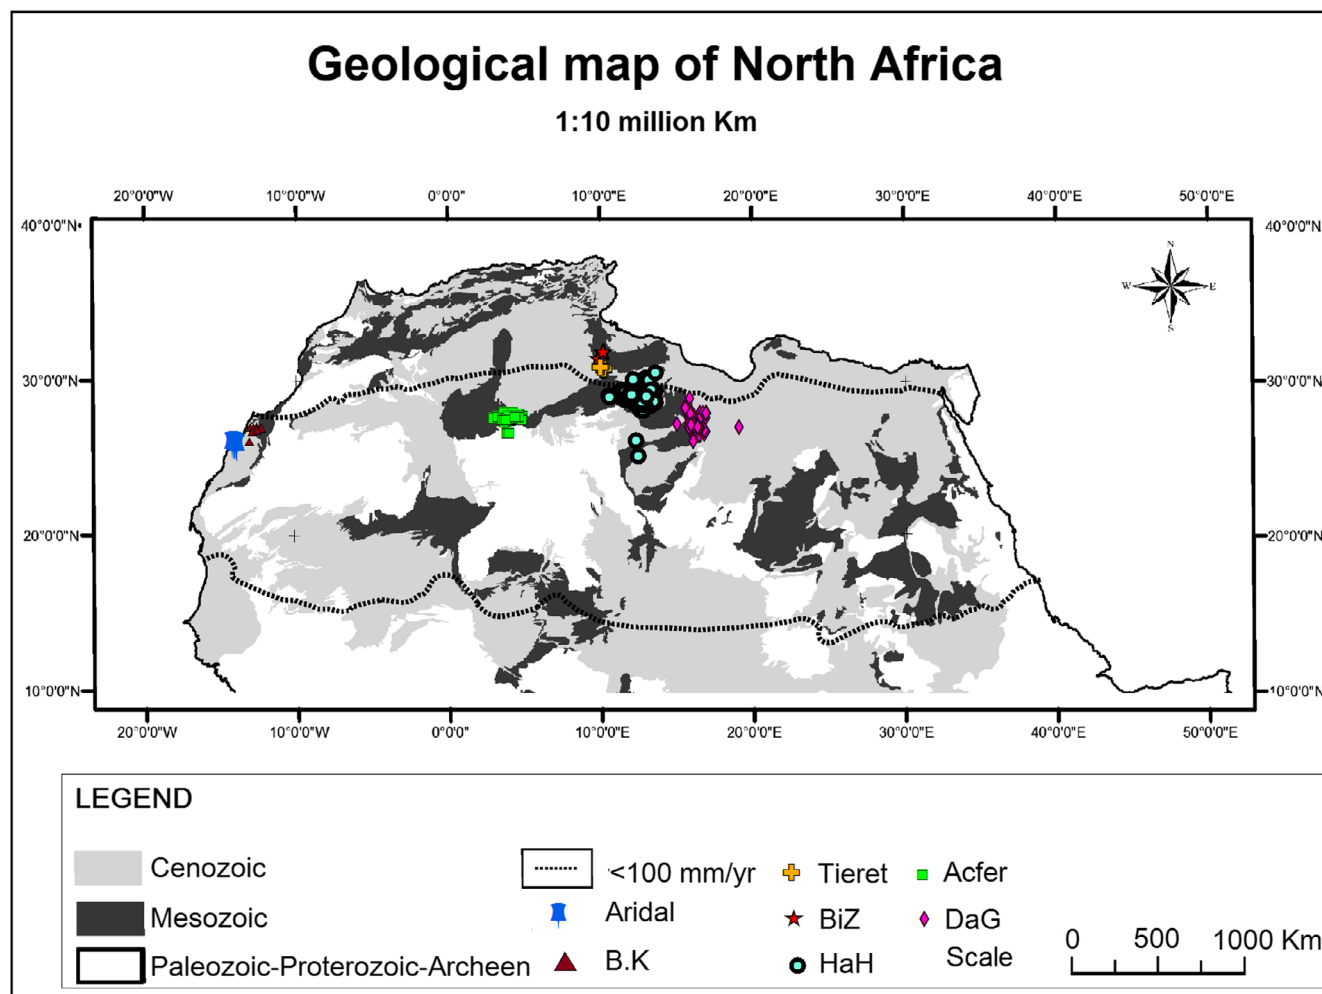 Geological map of North Africa
1:10 million Km
20°0'0"W 10°0'0"W 0°0'0" 10°0'0"E 20°0'0"E 30°0'0"E 40°0'0"E 50°0'0"E
40°0'0"N 40°0'0"N
N
W E
S
30°0'0"N 30°0'0"N
20°0'0"N 20°0'0"N
10°0'0"N 10°0'0"N
20°0'0"W 10°0'0"W 0°0'0" 10°0'0"E 20°0'0"E 30°0'0"E 40°0'0"E 50°0'0"E
LEGEND
Cenozoic <100 mm/yr Tieret Acfer
Mesozoic Aridal BiZ DaG
Paleozoic-Proterozoic-Archeen B.K HaH Scale
0 500 1000 Km